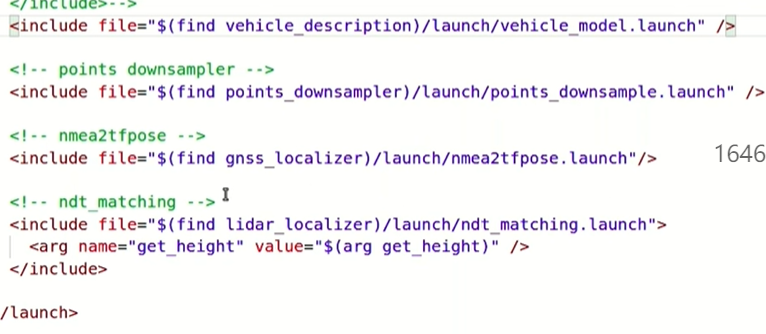 </include>-->
<include file="$(find vehicle_description)/launch/vehicle_model.launch" />
<!-- points downsampler -->
<include file="$(find points_downsampler)/launch/points_downsample.launch" />
<!-- nmea2tfpose -->
<include file="$(find gnss_localizer)/launch/nmea2tfpose.launch"/>
1646
<!-- ndt_matching -->
<include file="$(find lidar_localizer)/launch/ndt_matching.launch">
<arg name="get_height" value="$(arg get_height)" />
</include>
/launch>